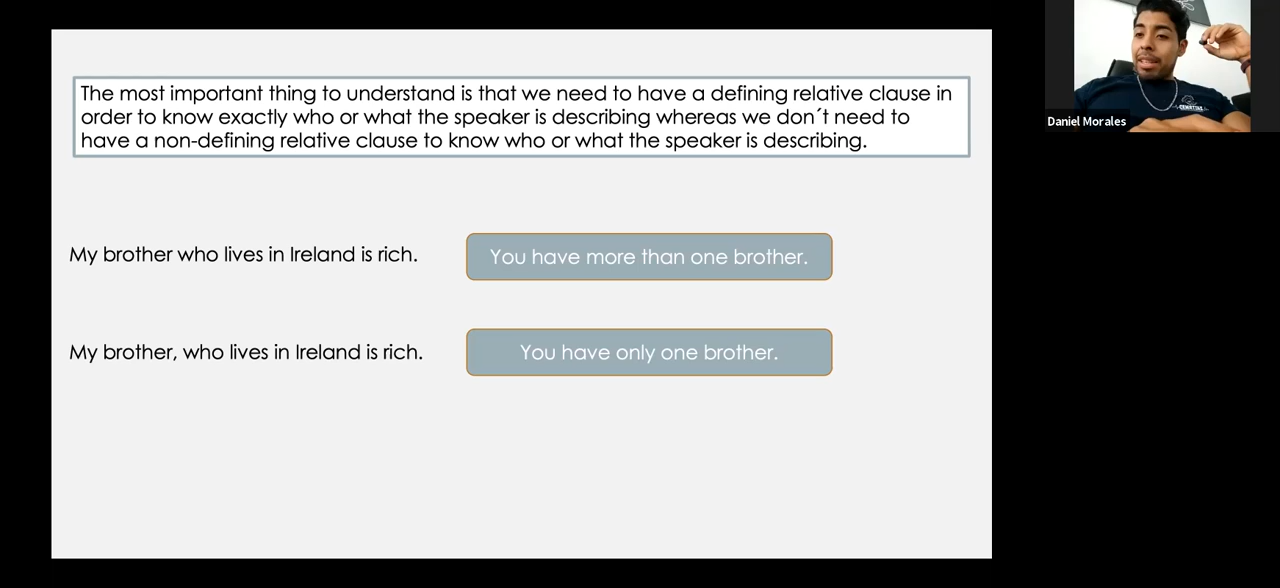 The most important thing to understand is that we need to have a defining relative clause in
order to know exactly who or what the speaker is describing whereas we don´t need to
have a non-defining relative clause to know who or what the speaker is describing.
My brother who lives in Ireland is rich.
You have more than one brother.
My brother, who lives in Ireland is rich.
You have only one brother.
Daniel Morales